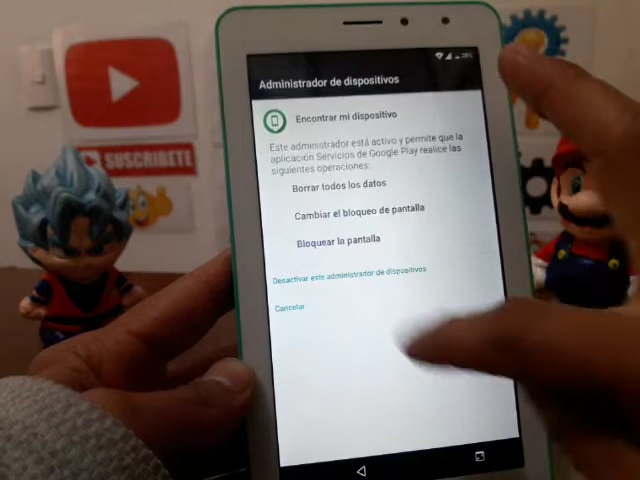 Administrador de dispositivos
Encontrar mi dispositivo
Este administrador está activo y permite que la
aplicación Servicios de Google Play realice las
siguientes operaciones:
Borrar todos los datos
Cambiar el bloqueo de pantalla
Bloquear la pantalla
Desactivar este administrador de dispositivos
Cancelar
SUSCRIBETE